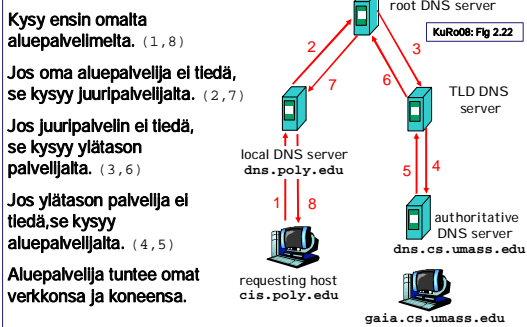 Kysy ensin omalta
aluepalvelimelta. (1,8)
Jos oma aluepalvelija ei tiedä,
se kysyy juuripalvelijalta. (2,7)
Jos juuripalvelin ei tiedä,
se kysyy ylätason
palvelijalta. (3,6)
Jos ylätason palvelija ei
tiedä,se kysyy
aluepalvelijalta. (4,5)
Aluepalvelija tuntee omat
verkkonsa ja koneensa.
root DNS server
KuRo08: Fig 2.22
2
3
7
6
TLD DNS
server
local DNS server
dns.poly.edu
5
4
1
8
authoritative
DNS server
dns.cs.umass.edu
requesting host
cis.poly.edu
gaia.cs.umass.edu